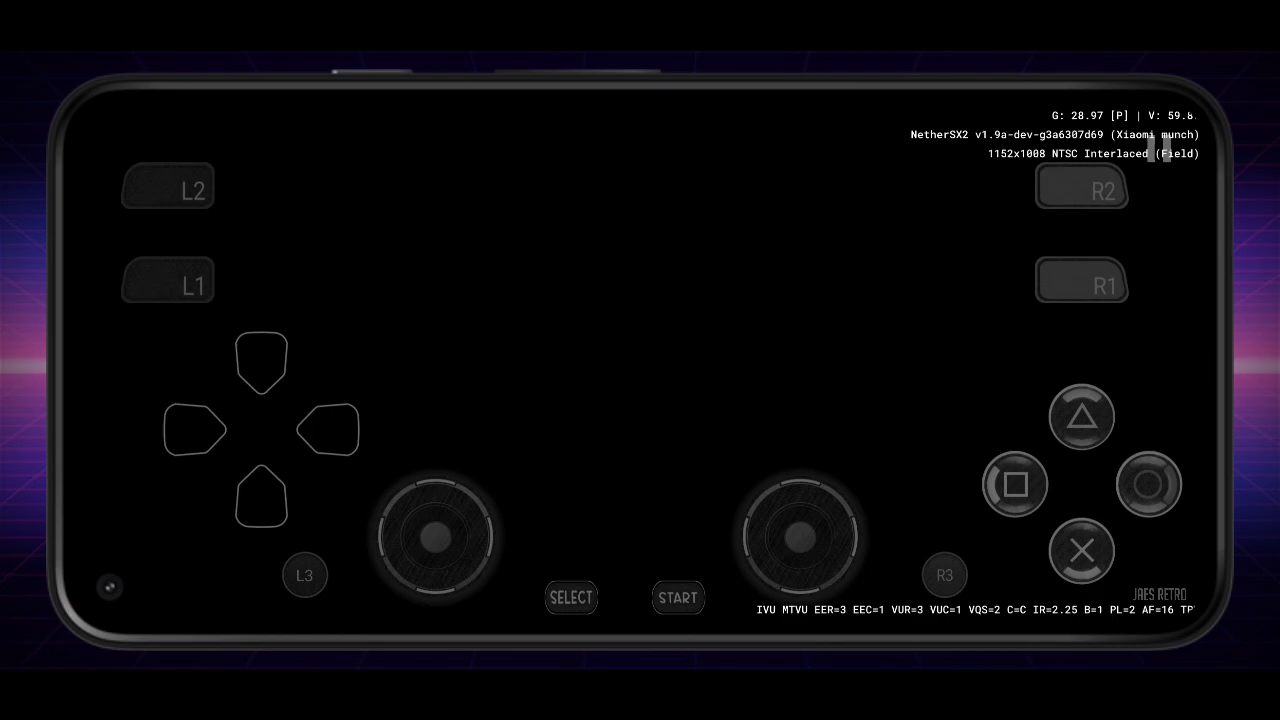 G: 28.97 [P] | V: 59.8
NetherSX2 v1.9a-dev-g3a6307d69 (Xiaomi munch)
1152x1008 NTSC Interlaced (Field)
L2
R2
L1
R1
L3
R3
SELECT
START
JAES RETRO
IVU MTVU EER=3 EEC=1 VUR=3 VUC=1 VQS=2 C=C IR=2.25 B=1 PL=2 AF=16 TP